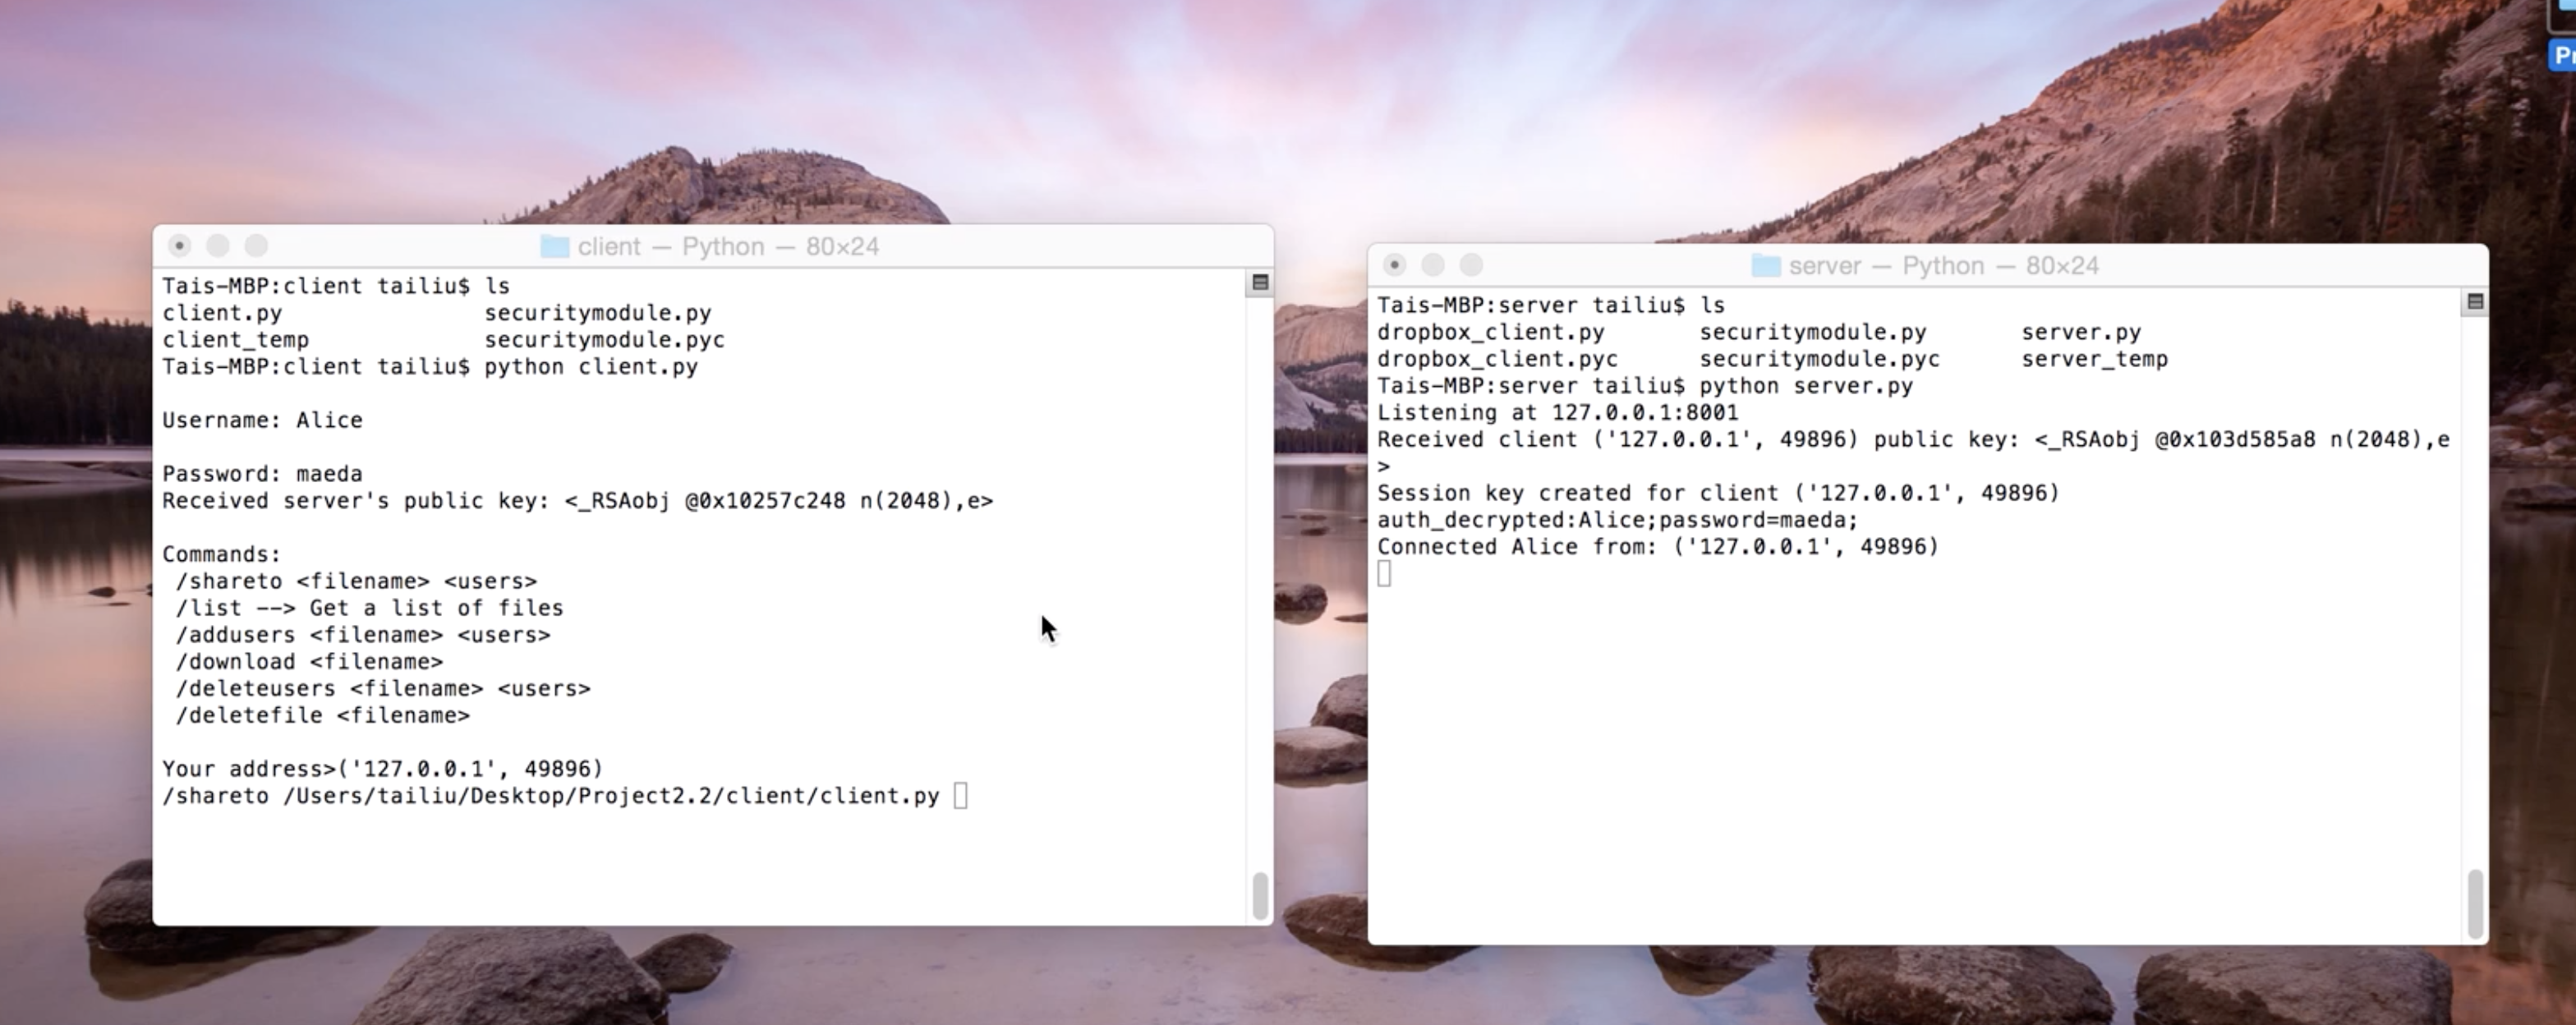 client — Python — 80×24
Tais-MBP:client tailiu$ ls
client.py securitymodule.py
client_temp securitymodule.pyc
Tais-MBP:client tailiu$ python client.py
Username: Alice
Password: maeda
Received server's public key: <_RSAobj @0x10257c248 n(2048),e>
Commands:
/shareto <filename> <users>
/list --> Get a list of files
/addusers <filename> <users>
/download <filename>
/deleteusers <filename> <users>
/deletefile <filename>
Your address>('127.0.0.1', 49896)
/shareto /Users/tailiu/Desktop/Project2.2/client/client.py
server — Python — 80×24
Tais-MBP:server tailiu$ ls
dropbox_client.py securitymodule.py server.py
dropbox_client.pyc securitymodule.pyc server_temp
Tais-MBP:server tailiu$ python server.py
Listening at 127.0.0.1:8001
Received client ('127.0.0.1', 49896) public key: <_RSAobj @0x103d585a8 n(2048),e
>
Session key created for client ('127.0.0.1', 49896)
auth_decrypted:Alice;password=maeda;
Connected Alice from: ('127.0.0.1', 49896)